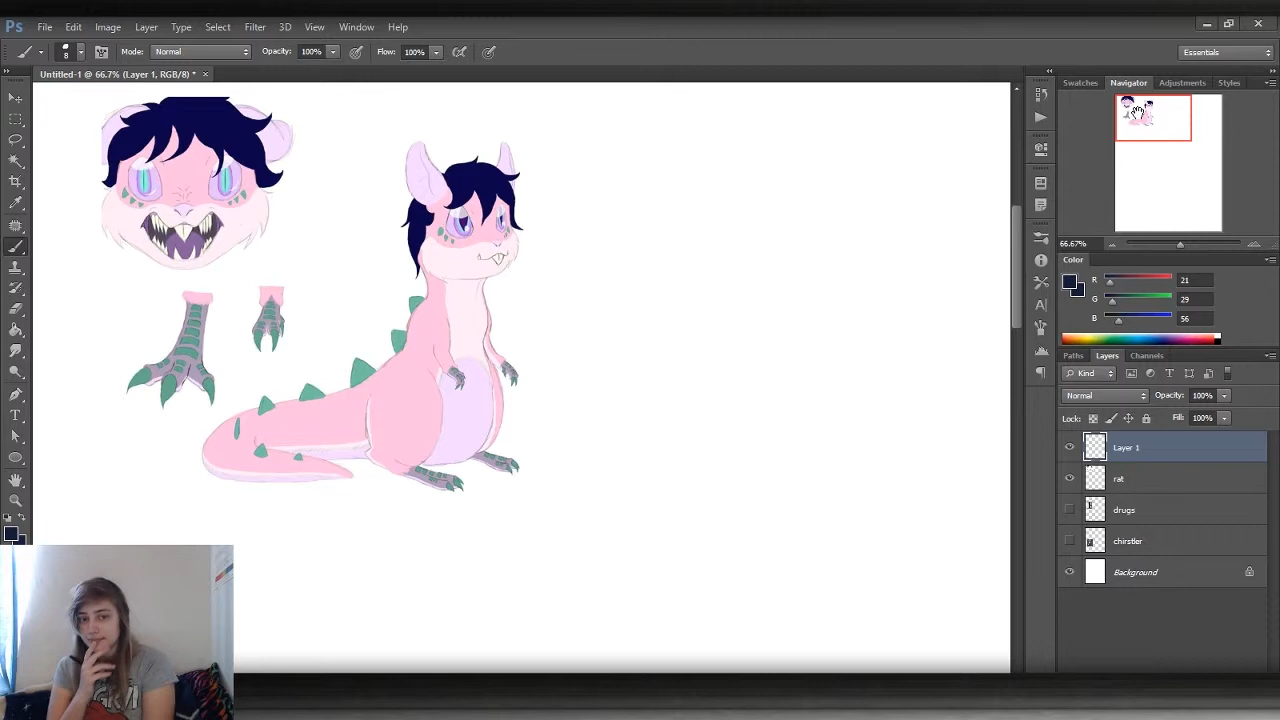 Ps File Edit Image Layer Type Select Filter 3D View Window Help
8 Mode: Normal Opacity: 100% Flow: 100% Essentials
Untitled-1 @ 66.7% (Layer 1, RGB/8) * ×
Swatches Navigator Adjustments Styles
66.67%
Color
R 21
G 29
B 56
Paths Layers Channels
Kind
Normal Opacity: 100%
Lock: Fill: 100%
Layer 1
rat
drugs
chirstler
Background